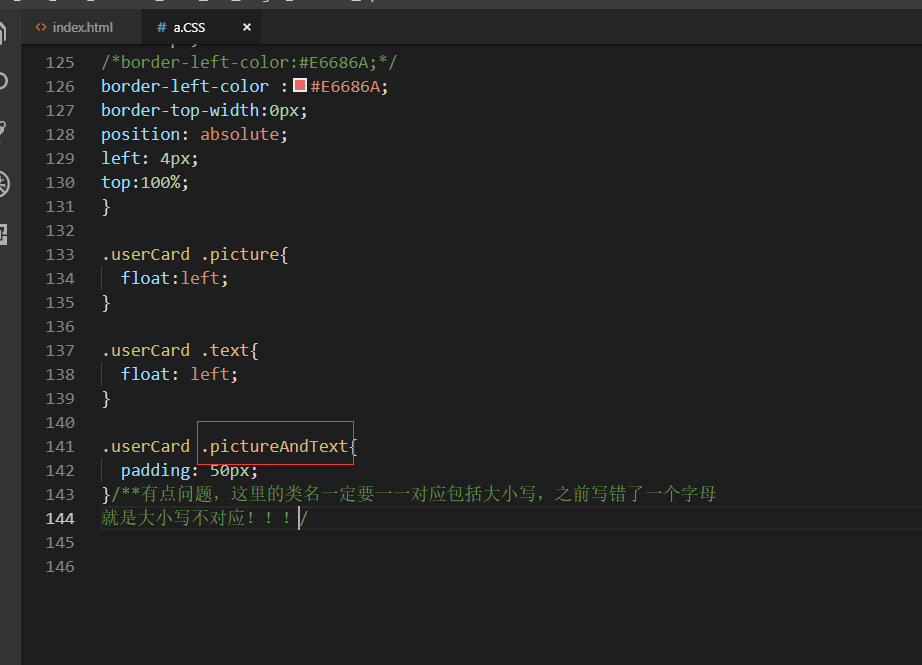 index.html
a.CSS
125 /*border-left-color:#E6686A;*/
126 border-left-color :#E6686A;
127 border-top-width:0px;
128 position: absolute;
129 left: 4px;
130 top:100%;
131 }
132
133 .userCard .picture{
134 float:left;
135 }
136
137 .userCard .text{
138 float: left;
139 }
140
141 .userCard .pictureAndText{
142 padding: 50px;
143 }/**有点问题，这里的类名一定要一一对应包括大小写，之前写错了一个字母
144 就是大小写不对应！！！/
145
146